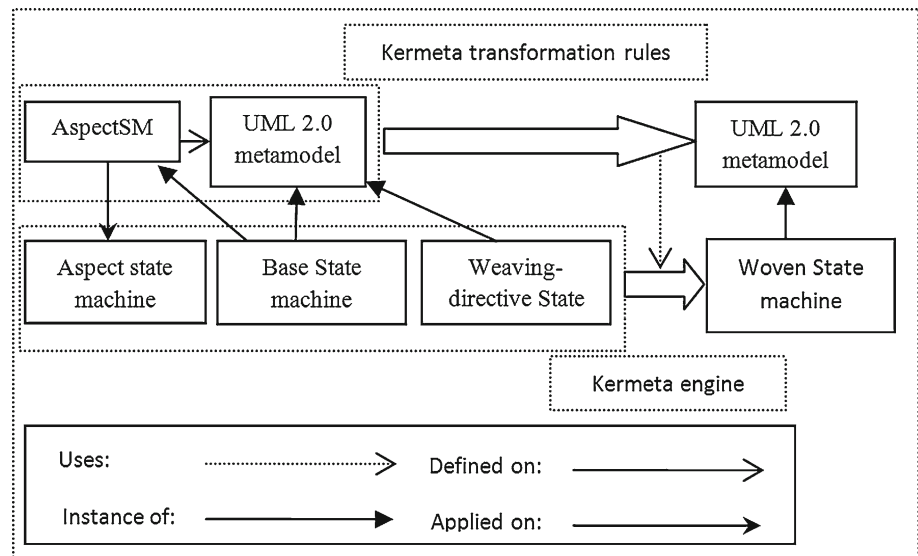 Kermeta transformation rules
AspectSM
UML 2.0
metamodel
UML 2.0
metamodel
Aspect state
machine
Base State
machine
Weaving-
directive State
Woven State
machine
Kermeta engine
Uses:
Defined on:
Instance of:
Applied on: